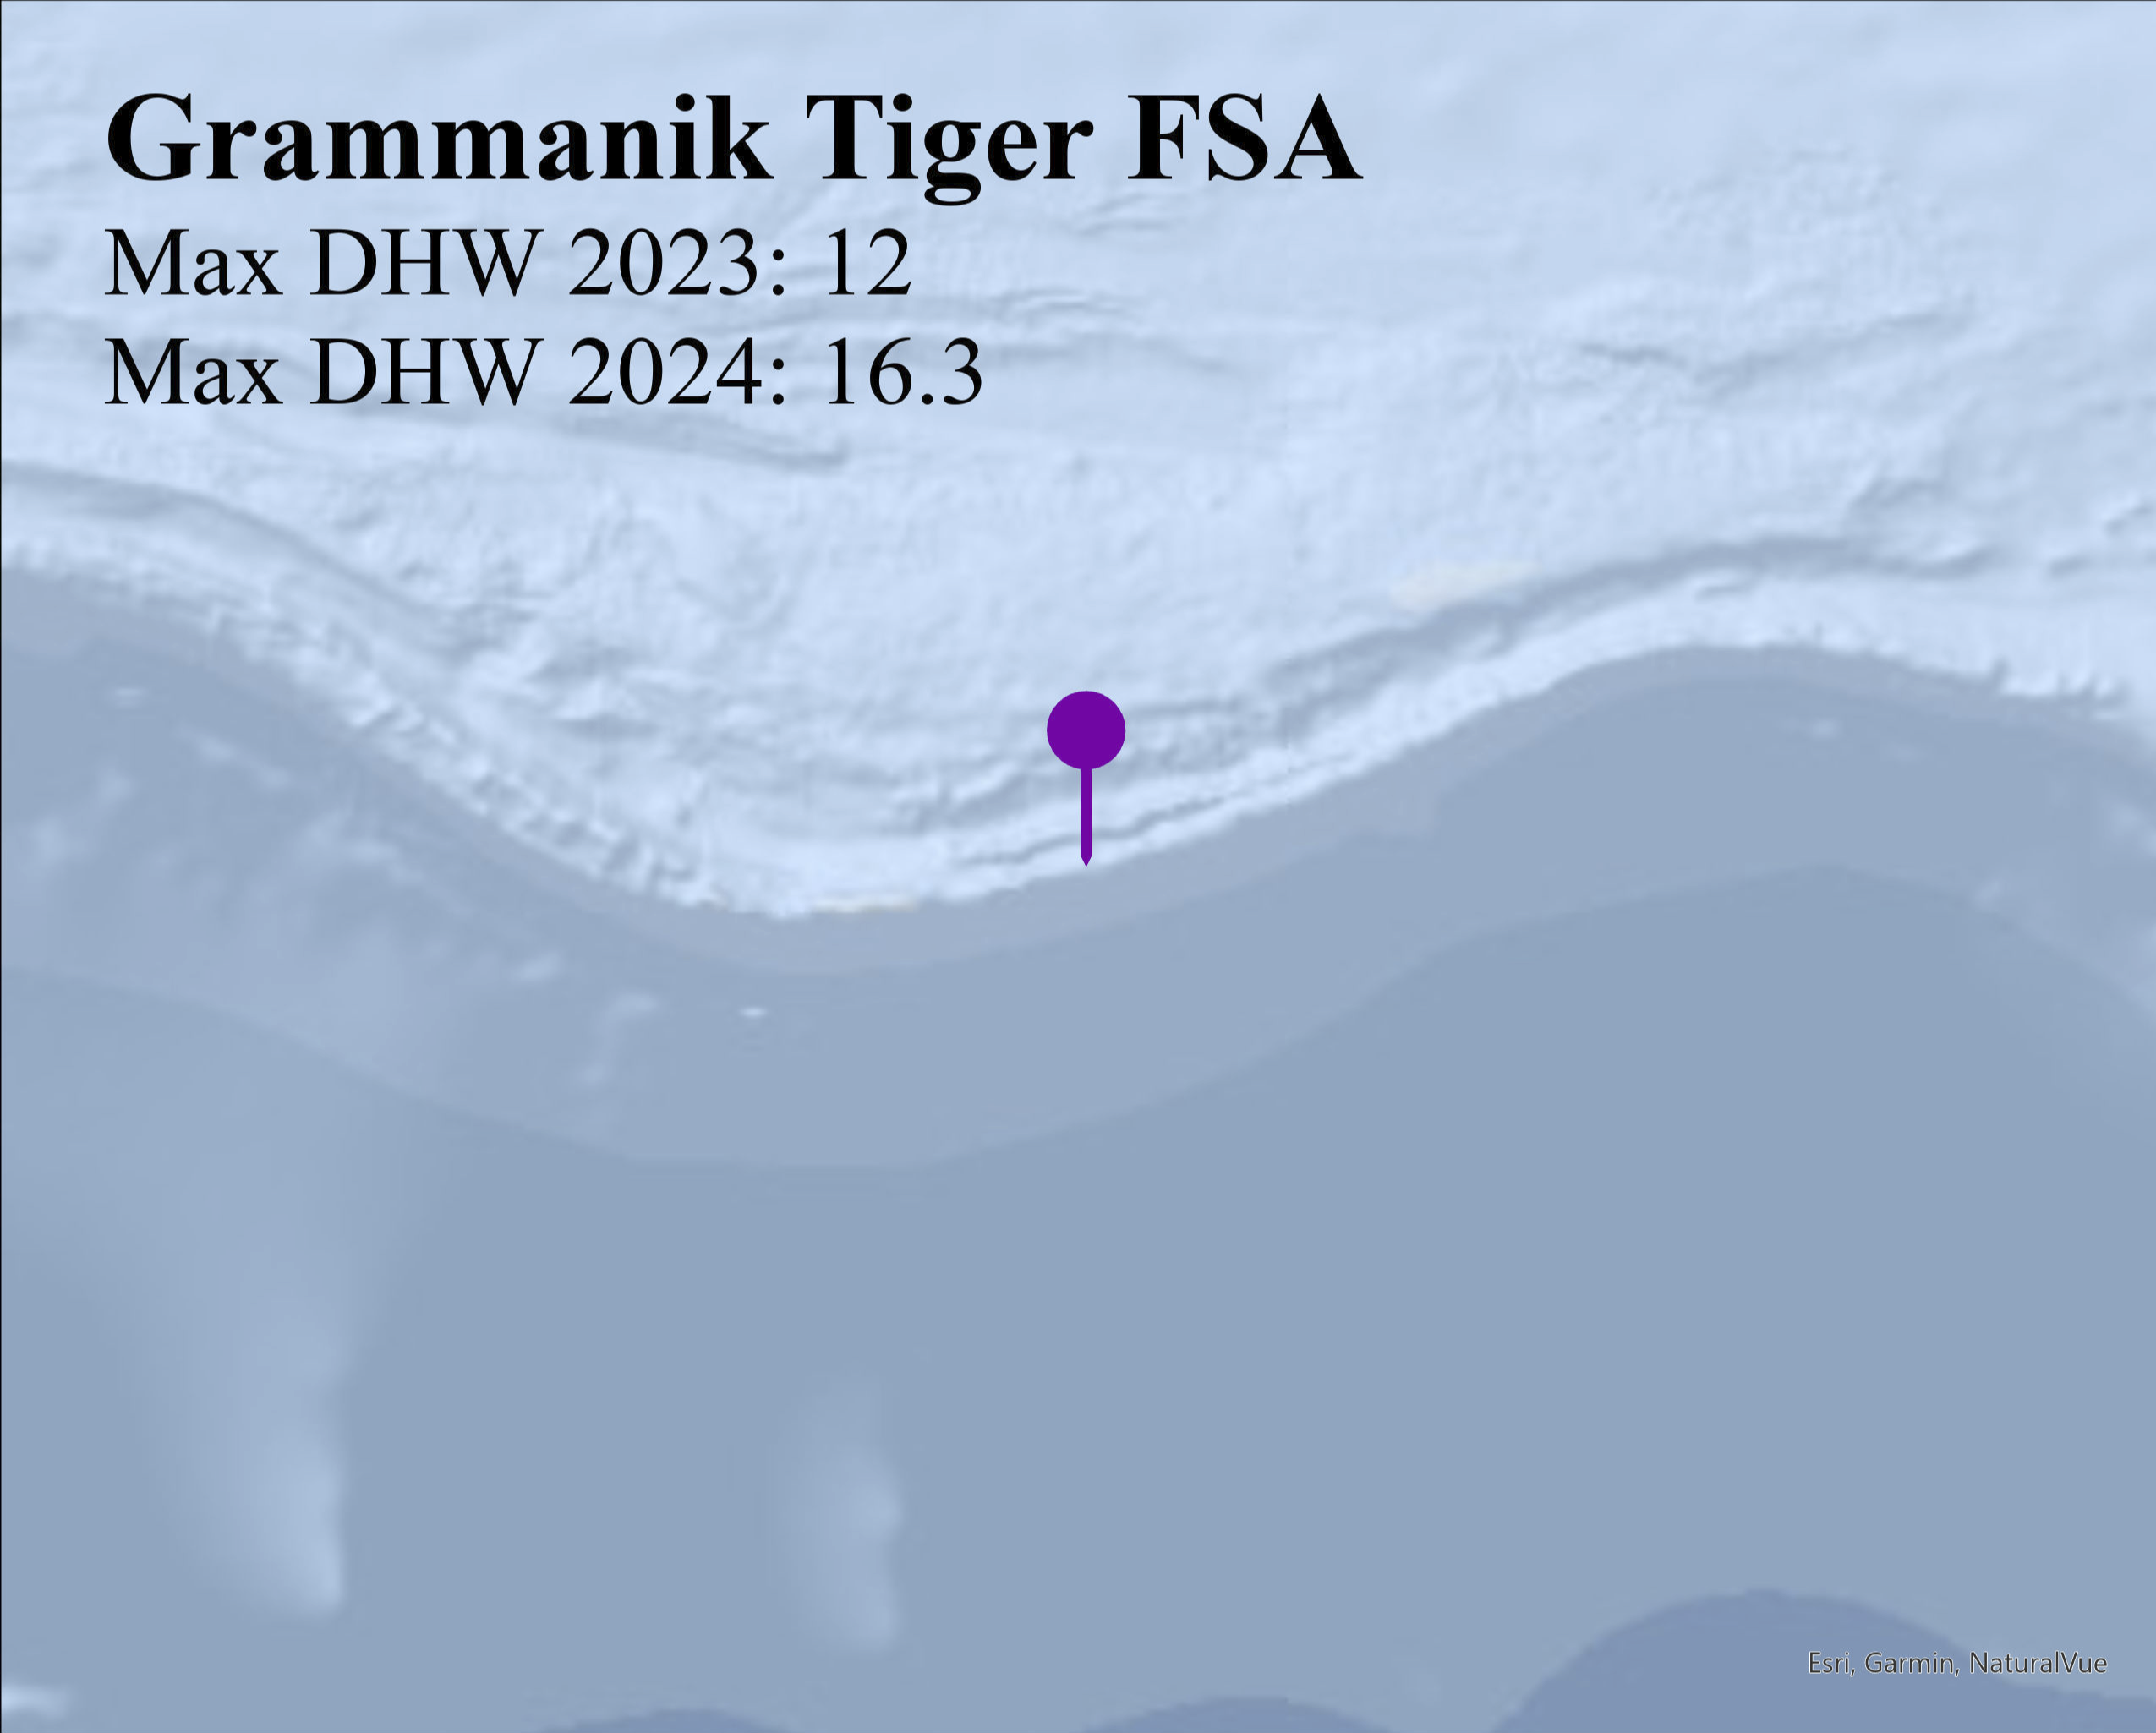 Grammanik Tiger FSA
Max DHW 2023: 12
Max DHW 2024: 16.3
Esri, Garmin, NaturalVue